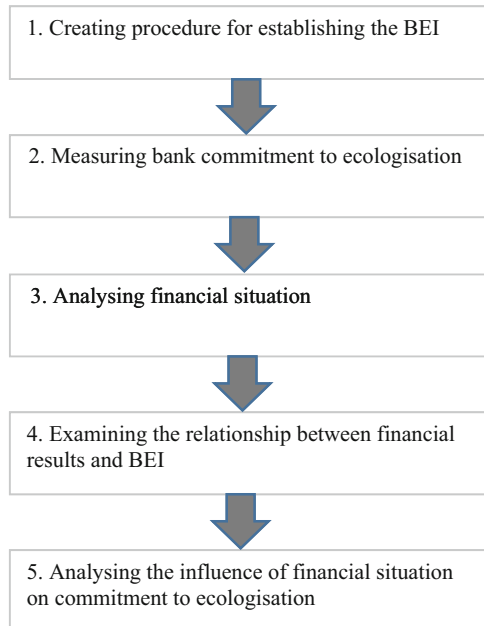 1. Creating procedure for establishing the BEI
2. Measuring bank commitment to ecologisation
3. Analysing financial situation
4. Examining the relationship between financial
results and BEI
5. Analysing the influence of financial situation
on commitment to ecologisation